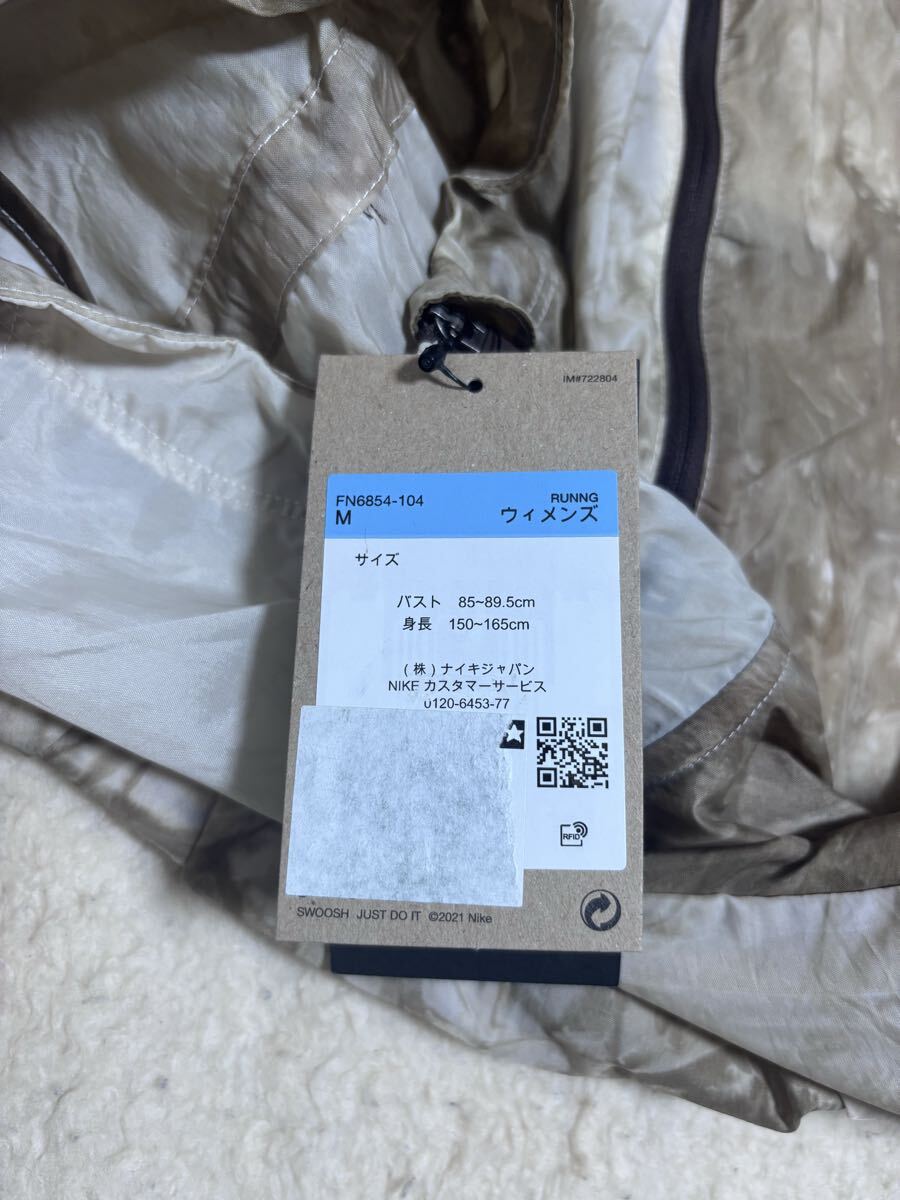 IM#722804
FN6854-104 RUNNG
M ウィメンズ
サイズ
バスト 85~89.5cm
身長 150~165cm
(株)ナイキジャパン
NIKE カスタマーサービス
0120-6453-77
RFID
SWOOSH JUST DO IT ©2021 Nike